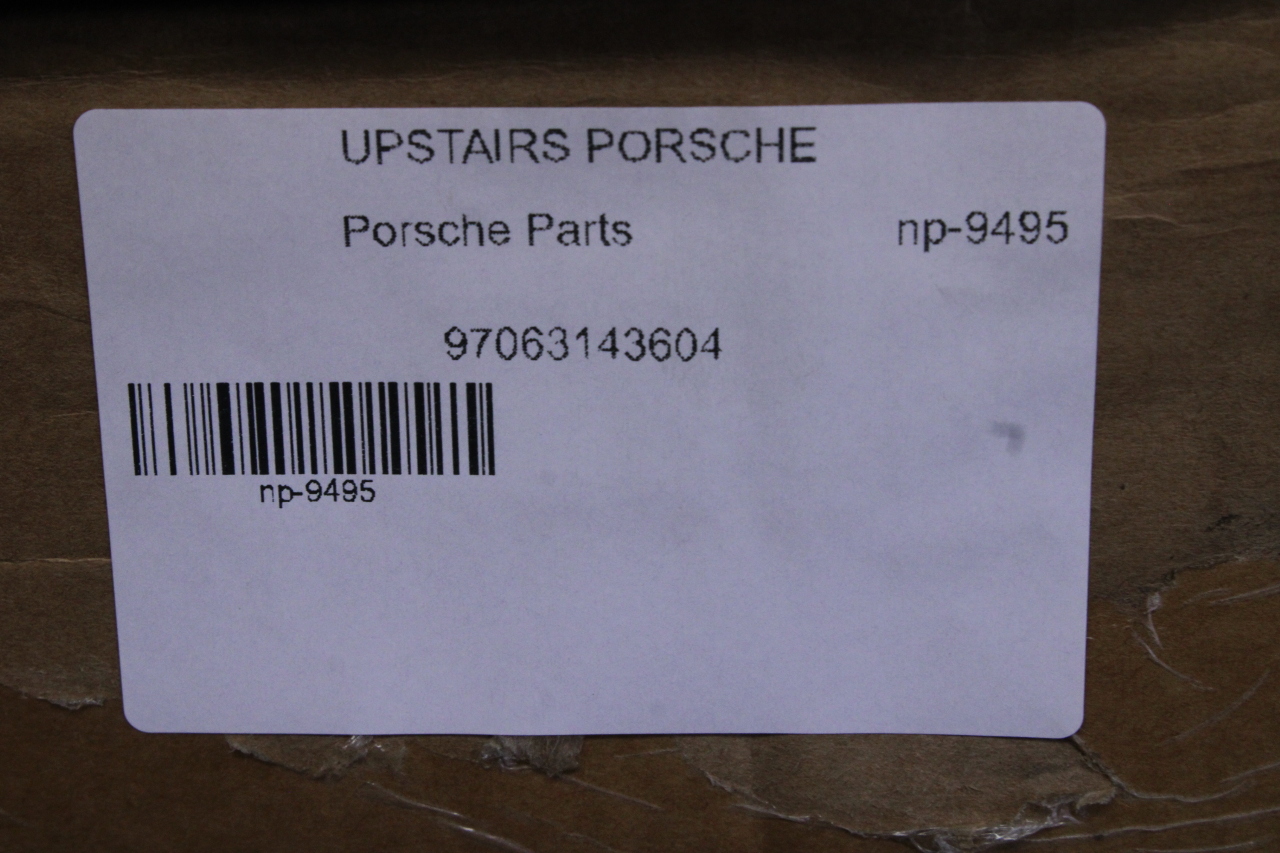 UPSTAIRS PORSCHE
Porsche Parts np-9495
97063143604
np-9495